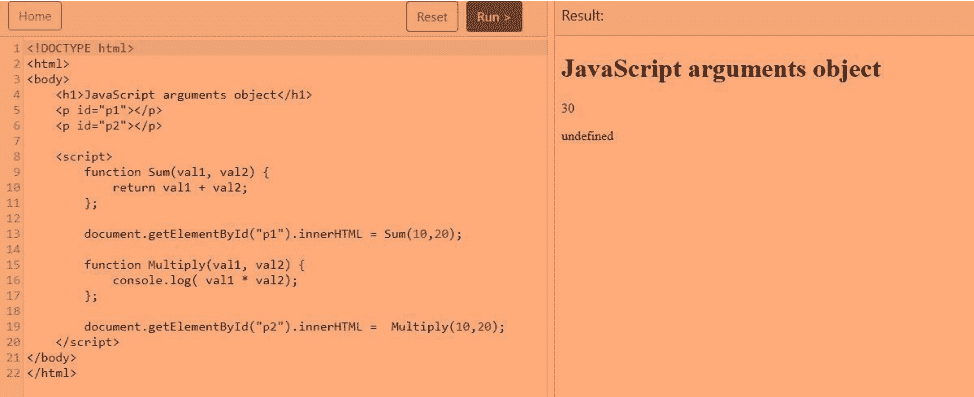 Home
Reset
Run >
Result:
1 <!DOCTYPE html>
2 <html>
3 <body>
4     <h1>JavaScript arguments object</h1>
5     <p id="p1"></p>
6     <p id="p2"></p>
7
8     <script>
9         function Sum(val1, val2) {
10             return val1 + val2;
11         };
12
13         document.getElementById("p1").innerHTML = Sum(10,20);
14
15         function Multiply(val1, val2) {
16             console.log( val1 * val2);
17         };
18
19         document.getElementById("p2").innerHTML =  Multiply(10,20);
20     </script>
21 </body>
22 </html>
JavaScript arguments object
30
undefined